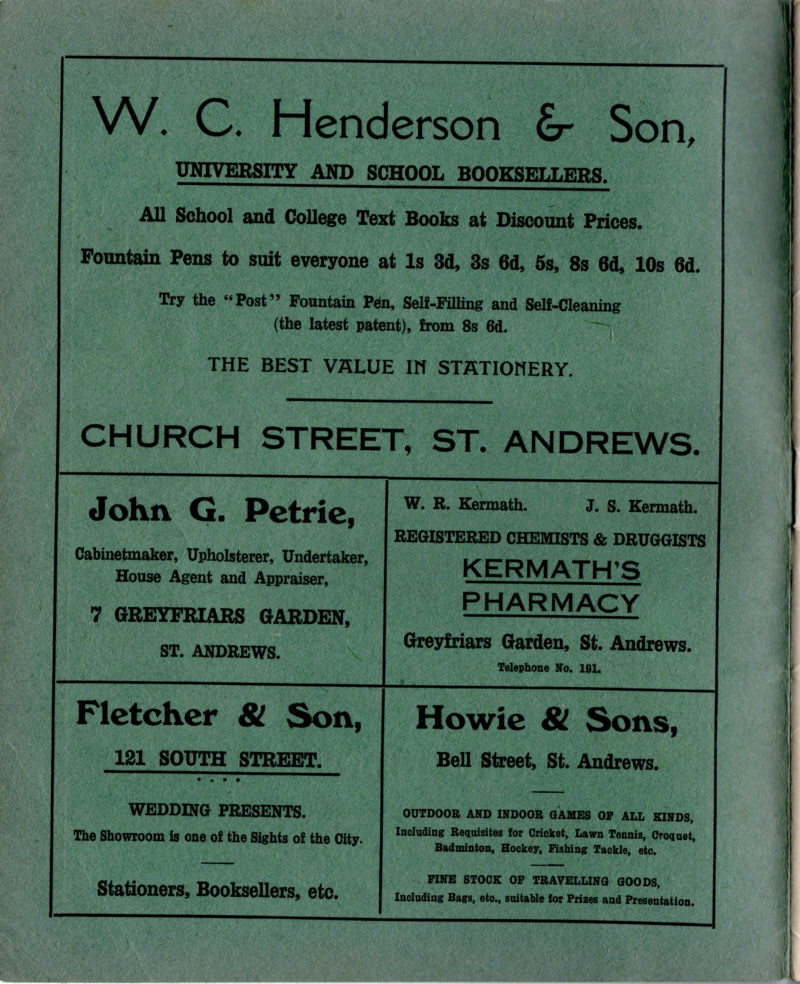 W. C. Henderson & Son,
UNIVERSITY AND SCHOOL BOOKSELLERS.
All School and College Text Books at Discount Prices.
Fountain Pens to suit everyone at 1s 3d, 3s 6d, 5s, 8s 6d, 10s 6d.
Try the "Post" Fountain Pen, Self-Filling and Self-Cleaning
(the latest patent), from 8s 6d.
THE BEST VALUE IN STATIONERY.
CHURCH STREET, ST. ANDREWS.
John G. Petrie,
Cabinetmaker, Upholsterer, Undertaker,
House Agent and Appraiser,
7 GREYFRIARS GARDEN,
ST. ANDREWS.
W. R. Kermath. J. S. Kermath.
REGISTERED CHEMISTS & DRUGGISTS
KERMATH'S
PHARMACY
Greyfriars Garden, St. Andrews.
Telephone No. 191.
Fletcher & Son,
121 SOUTH STREET.
WEDDING PRESENTS.
The Showroom is one of the Sights of the City.
Stationers, Booksellers, etc.
Howie & Sons,
Bell Street, St. Andrews.
OUTDOOR AND INDOOR GAMES OF ALL KINDS,
Including Requisites for Cricket, Lawn Tennis, Croquet,
Badminton, Hockey, Fishing Tackle, etc.
FINE STOCK OF TRAVELLING GOODS,
Including Bags, etc., suitable for Prizes and Presentation.